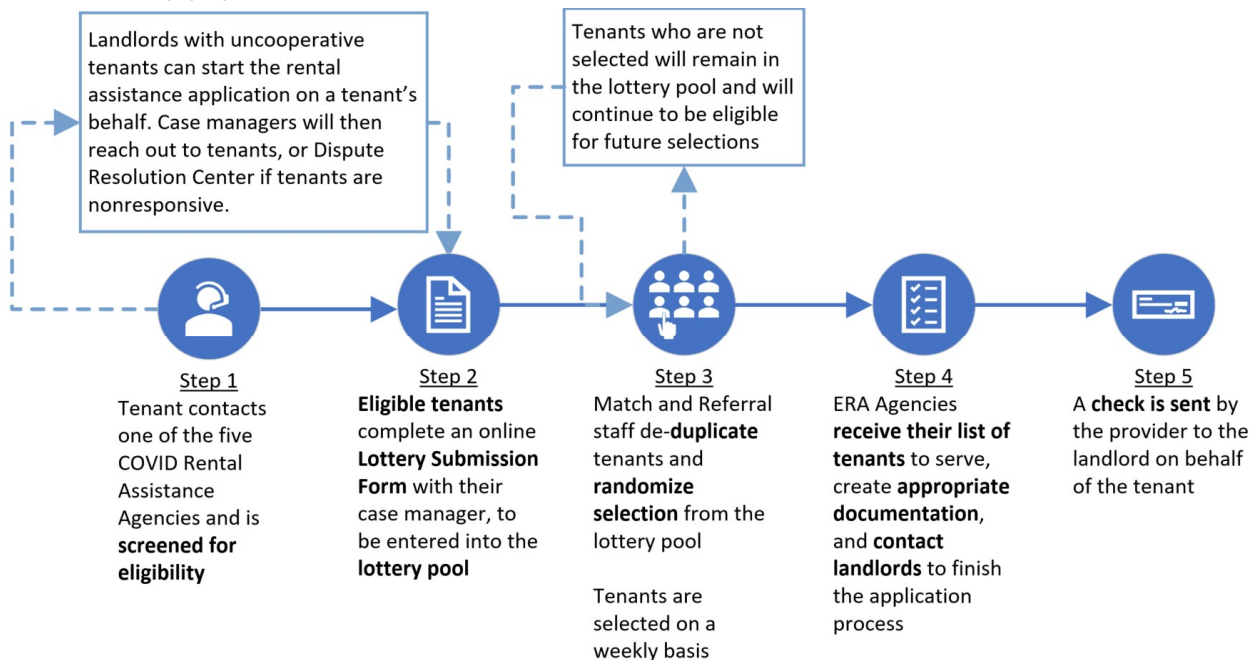 Landlords with uncooperative
tenants can start the rental
assistance application on a tenant's
behalf. Case managers will then
reach out to tenants, or Dispute
Resolution Center if tenants are
nonresponsive.
Tenants who are not
selected will remain in
the lottery pool and will
continue to be eligible
for future selections
Step 1
Tenant contacts
one of the five
COVID Rental
Assistance
Agencies and is
screened for
eligibility
Step 2
Eligible tenants
complete an online
Lottery Submission
Form with their
case manager, to
be entered into the
lottery pool
Step 3
Match and Referral
staff de-duplicate
tenants and
randomize
selection from the
lottery pool
Tenants are
selected on a
weekly basis
Step 4
ERA Agencies
receive their list of
tenants to serve,
create appropriate
documentation,
and contact
landlords to finish
the application
process
Step 5
A check is sent by
the provider to the
landlord on behalf
of the tenant